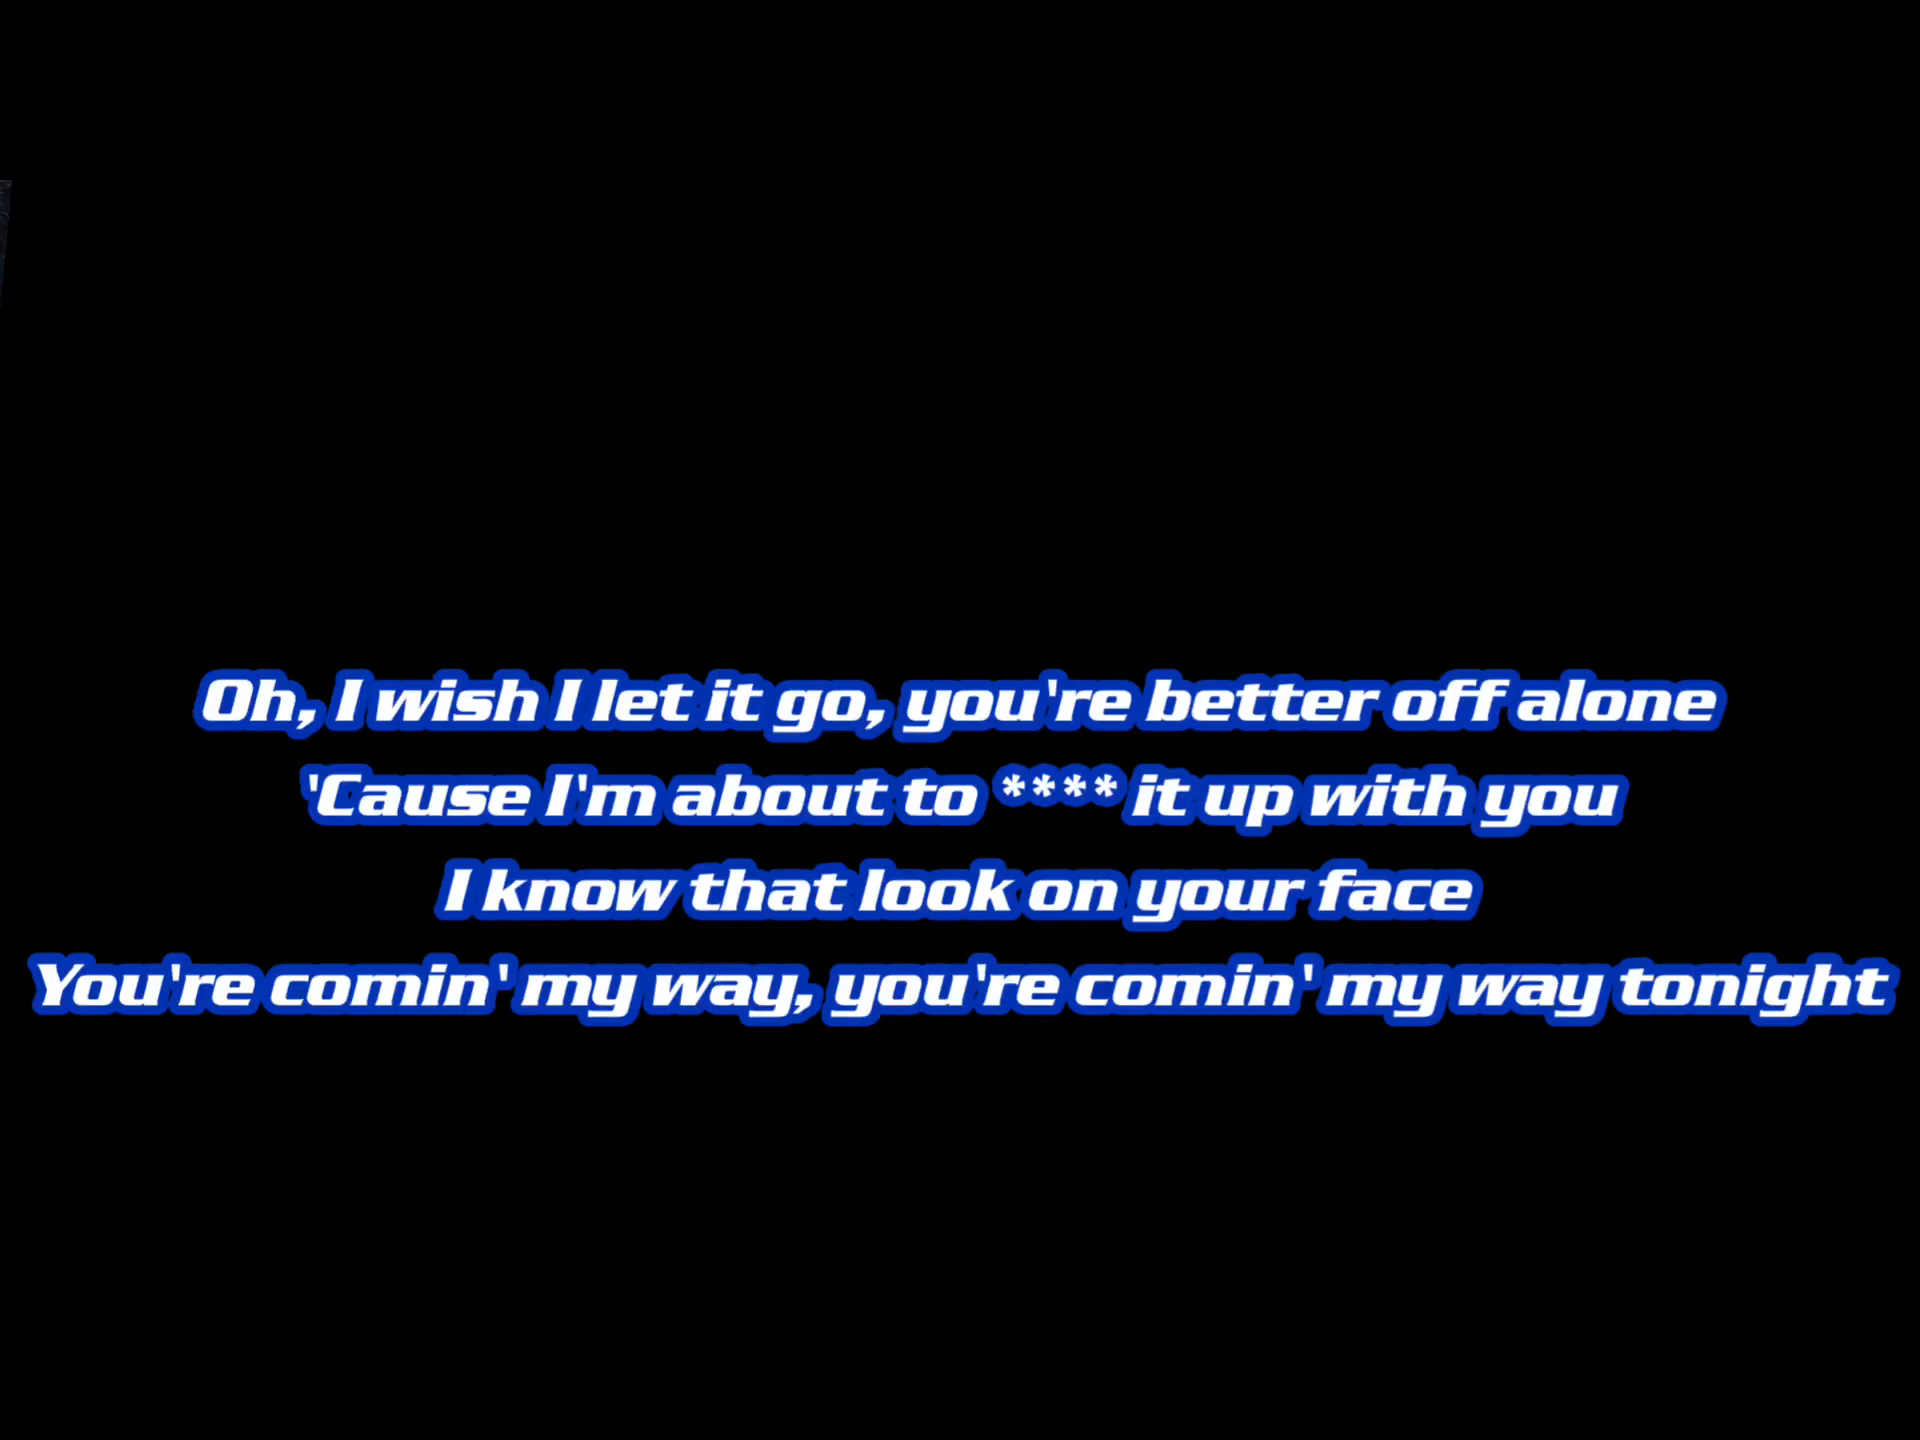 Oh, I wish I let it go, you're better off alone
'Cause I'm about to **** it up with you
I know that look on your face
You're comin' my way, you're comin' my way tonight